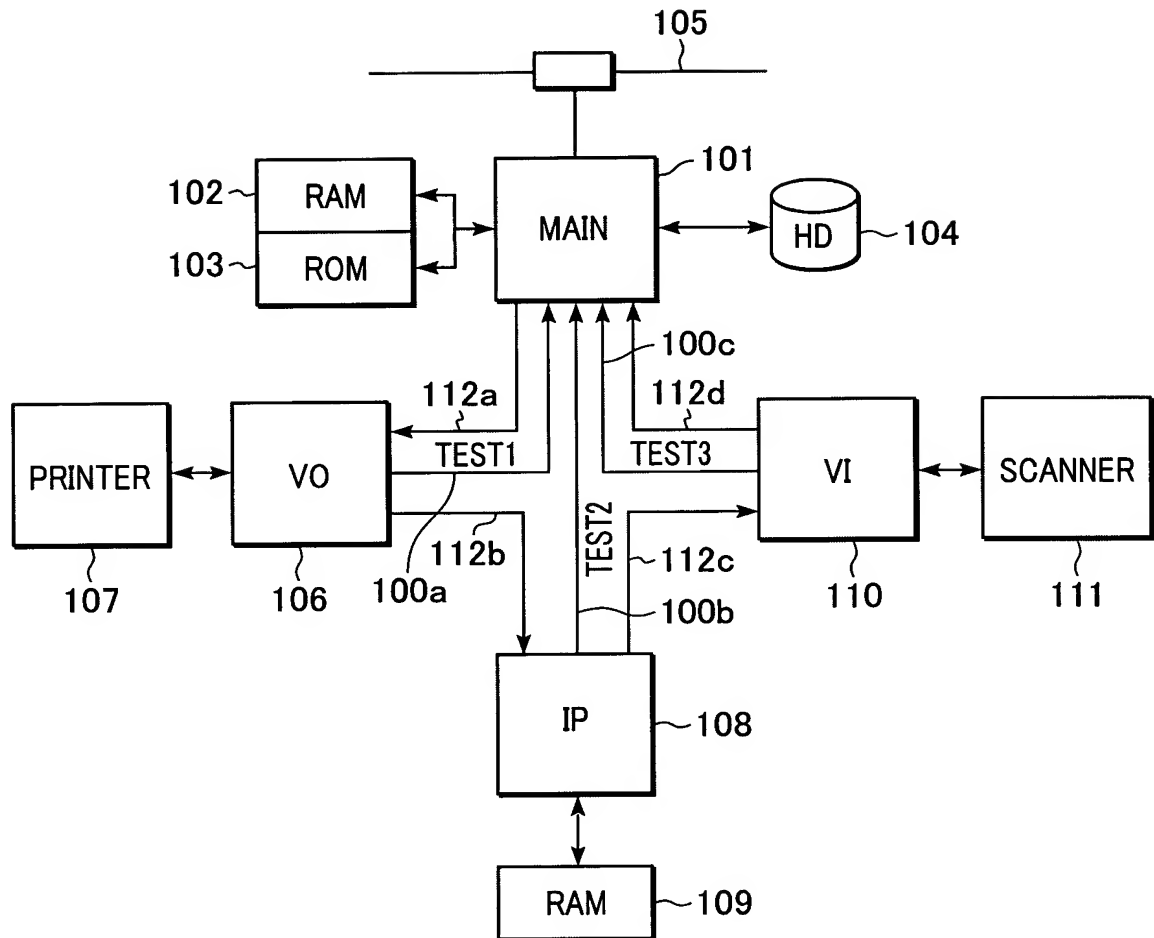 105
101
102
RAM
MAIN
HD
104
103
ROM
100c
112a
112d
PRINTER
VO
TEST1
TEST3
VI
SCANNER
TEST2
112b
112c
107
106
100a
100b
110
111
IP
108
RAM
109